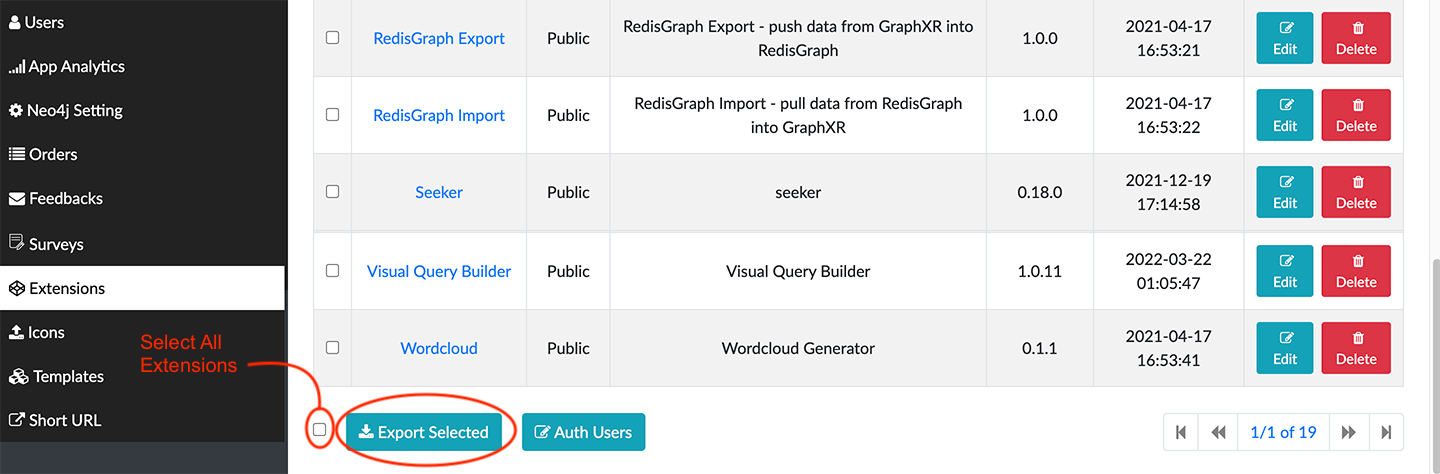 Users
App Analytics
Neo4j Setting
Orders
Feedbacks
Surveys
Extensions
Icons
Templates
Short URL
RedisGraph Export
Public
RedisGraph Export - push data from GraphXR into
RedisGraph
1.0.0
2021-04-17
16:53:21
Edit
Delete
RedisGraph Import
Public
RedisGraph Import - pull data from RedisGraph
into GraphXR
1.0.0
2021-04-17
16:53:22
Edit
Delete
Seeker
Public
seeker
0.18.0
2021-12-19
17:14:58
Edit
Delete
Visual Query Builder
Public
Visual Query Builder
1.0.11
2022-03-22
01:05:47
Edit
Delete
Wordcloud
Public
Wordcloud Generator
0.1.1
2021-04-17
16:53:41
Edit
Delete
Select All
Extensions
Export Selected
Auth Users
1/1 of 19